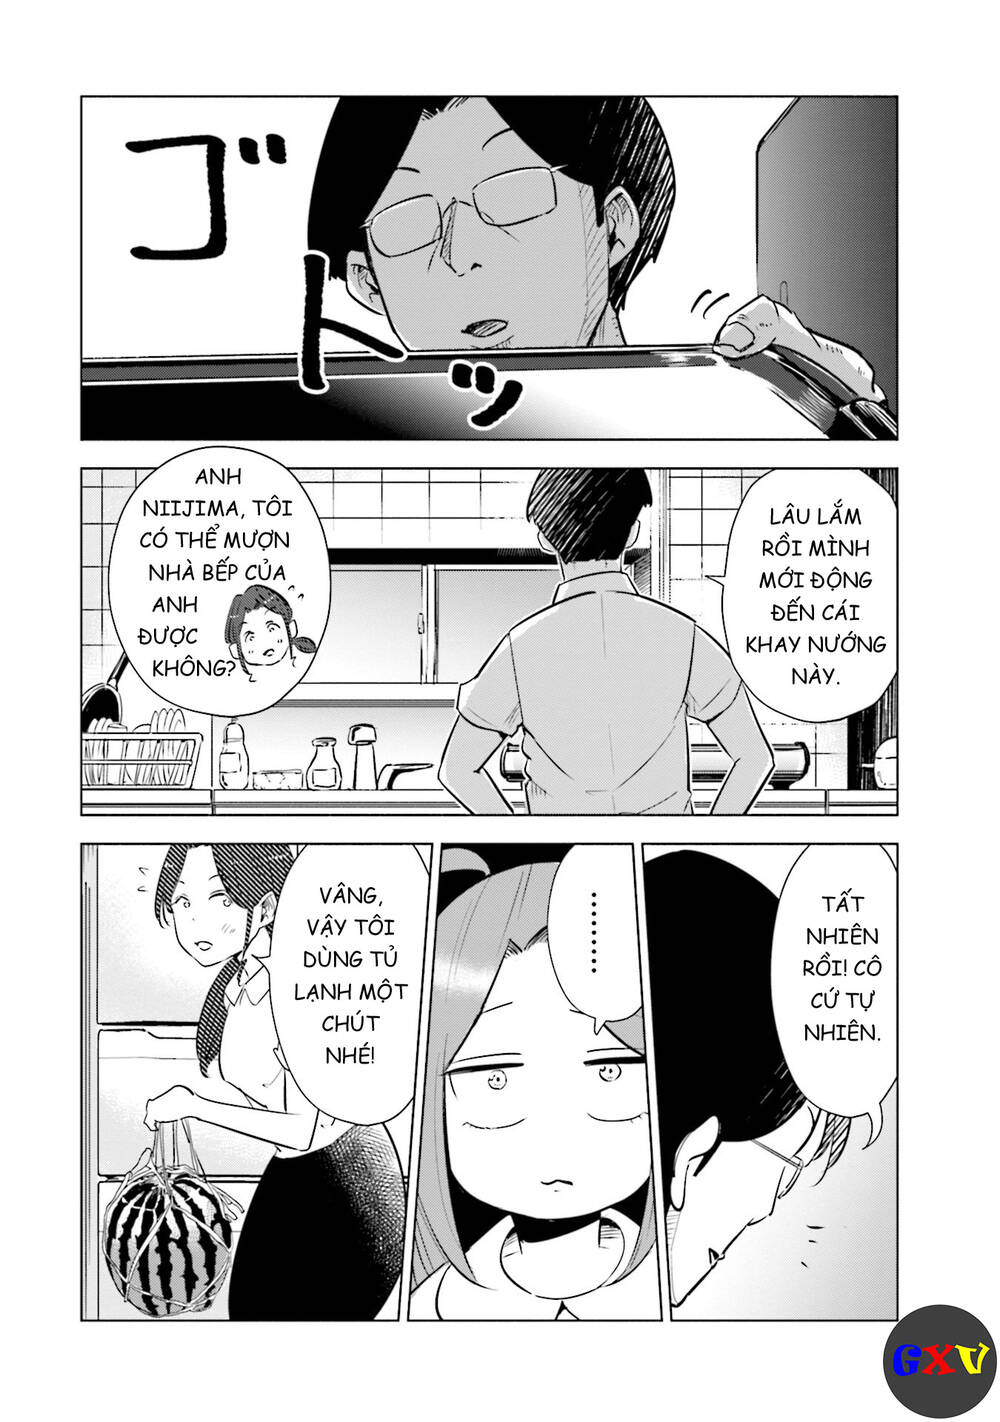 ゴトッ
LÂU LẮM
RỒI MÌNH
MỚI ĐỘNG
ĐẾN CÁI
KHAY NƯỚNG
NÀY.
ANH
NIIJIMA, TÔI
CÓ THỂ MƯỢN
NHÀ BẾP CỦA
ANH
ĐƯỢC
KHÔNG?
TẤT
NHIÊN
RỒI! CÔ
CỨ TỰ
NHIÊN.
.........
VÂNG,
VẬY TÔI
DÙNG TỦ
LẠNH MỘT
CHÚT
NHÉ!
GXV